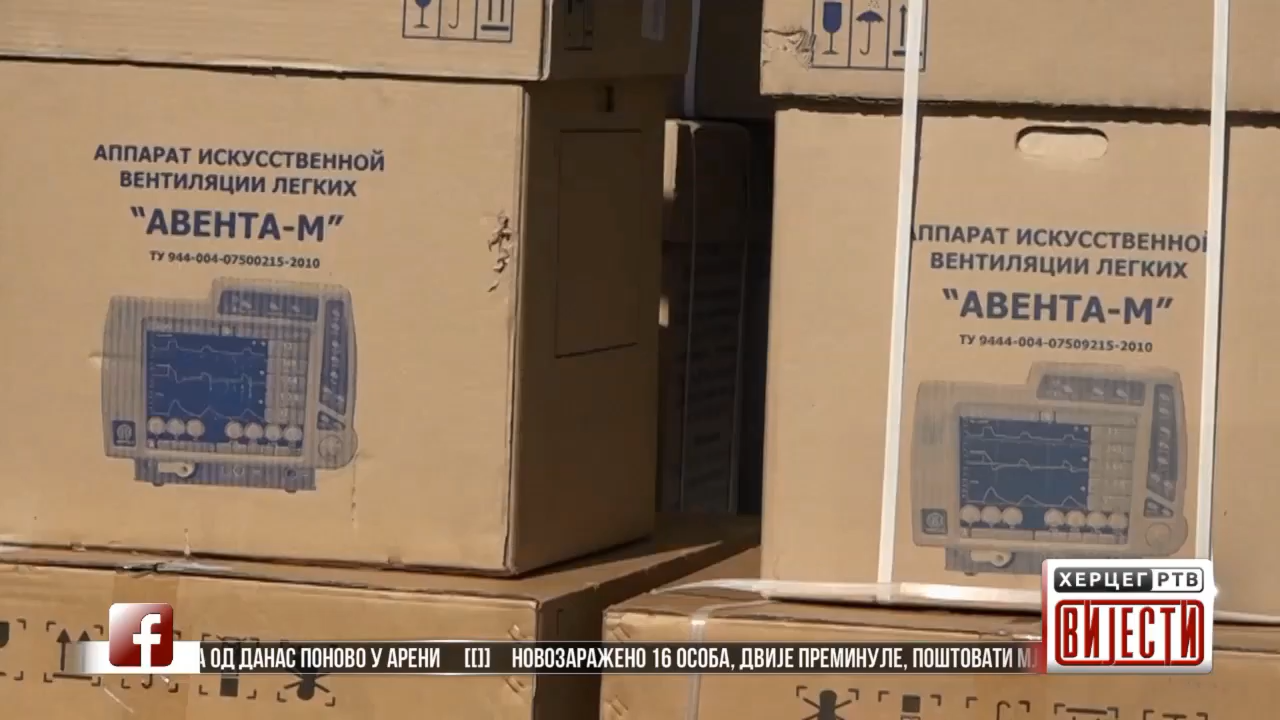 АППАРАТ ИСКУССТВЕННОЙ
ВЕНТИЛЯЦИИ ЛЕГКИХ
"АВЕНТА-М"
ТУ 944-004-07500215-2010
АППАРАТ ИСКУССТВЕННОЙ
ВЕНТИЛЯЦИИ ЛЕГКИХ
"АВЕНТА-М"
ТУ 9444-004-07509215-2010
ХЕРЦЕГ РТВ
ВИЈЕСТИ
А ОД ДАНАС ПОНОВО У АРЕНИ [[]] НОВОЗАРАЖЕНО 16 ОСОБА, ДВИЈЕ ПРЕМИНУЛЕ, ПОШТОВАТИ